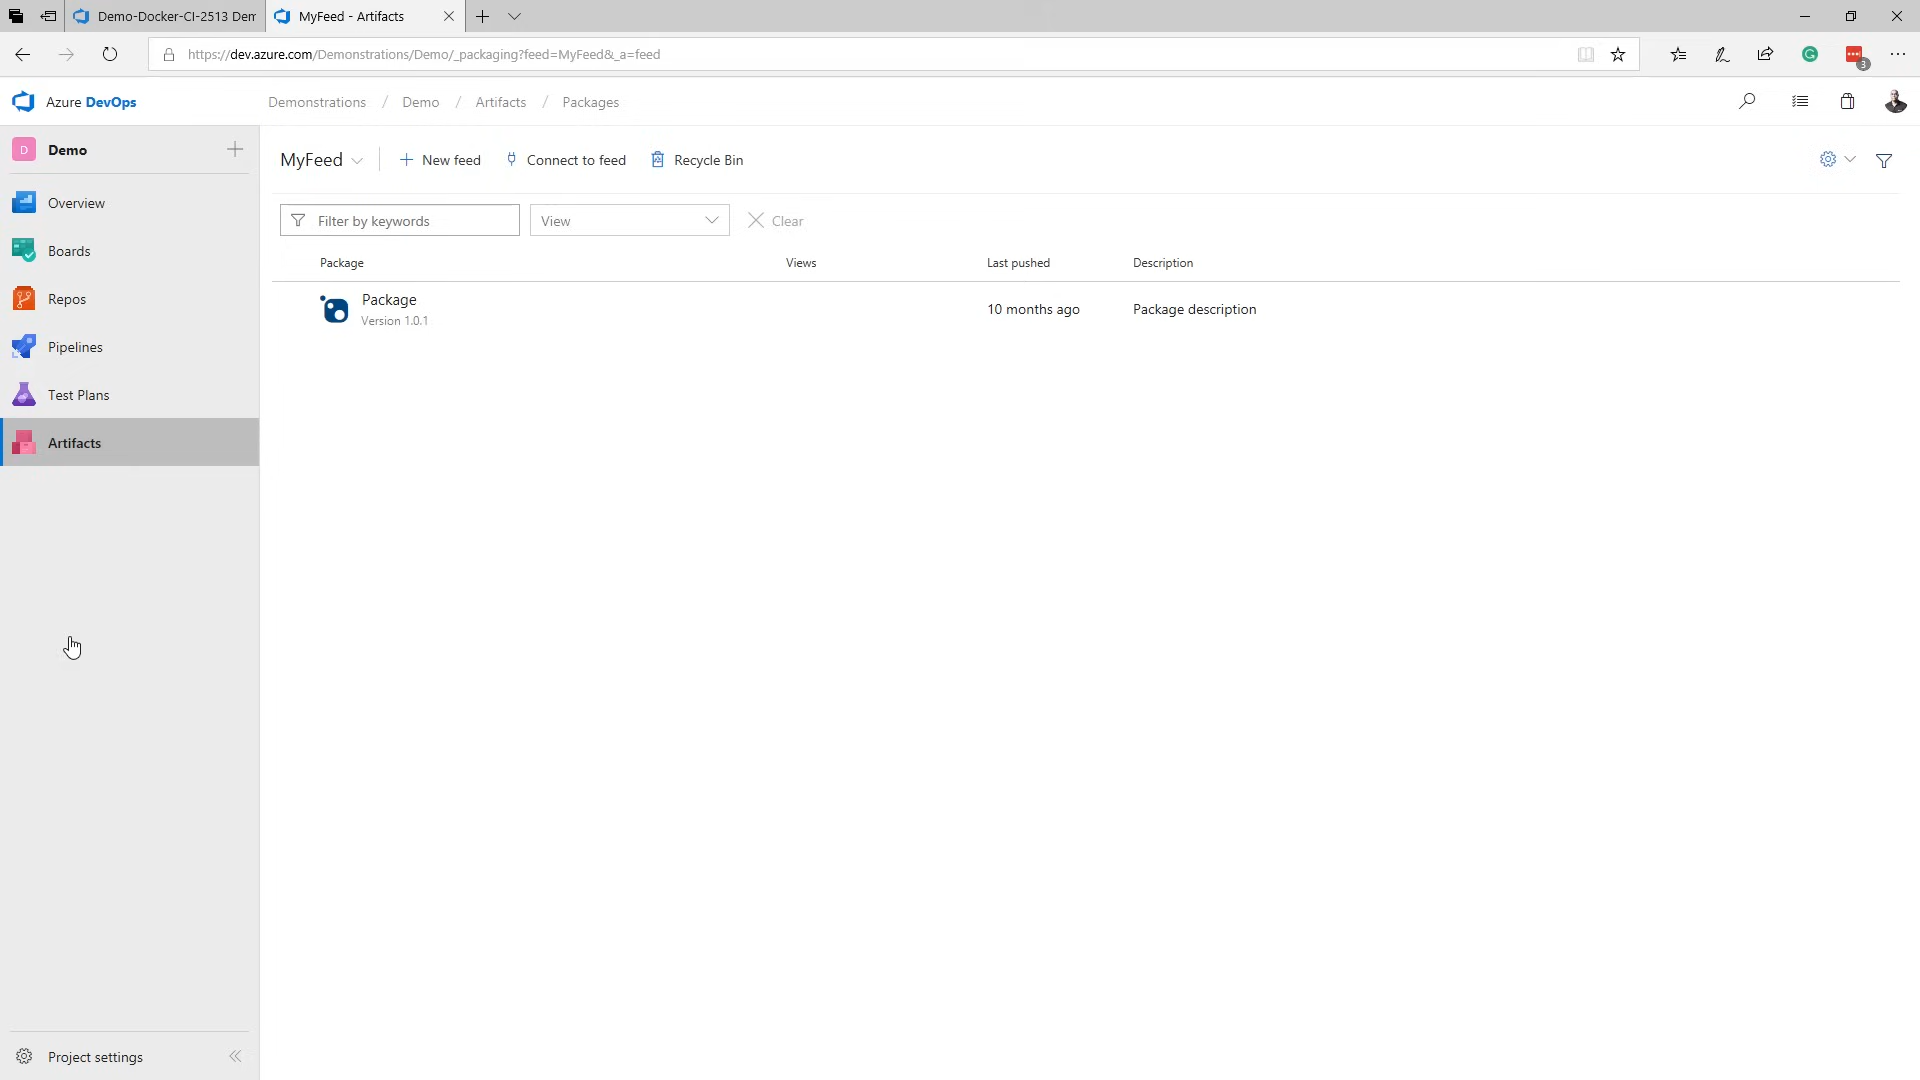 Demo-Docker-CI-2513 Dem
MyFeed - Artifacts
https://dev.azure.com/Demonstrations/Demo/_packaging?feed=MyFeed&_a=feed
3
Azure DevOps
Demonstrations / Demo / Artifacts / Packages
D Demo
Overview
Boards
Repos
Pipelines
Test Plans
Artifacts
Project settings
MyFeed
New feed
Connect to feed
Recycle Bin
Filter by keywords
View
Clear
Package Views Last pushed Description
Package 10 months ago Package description
Version 1.0.1